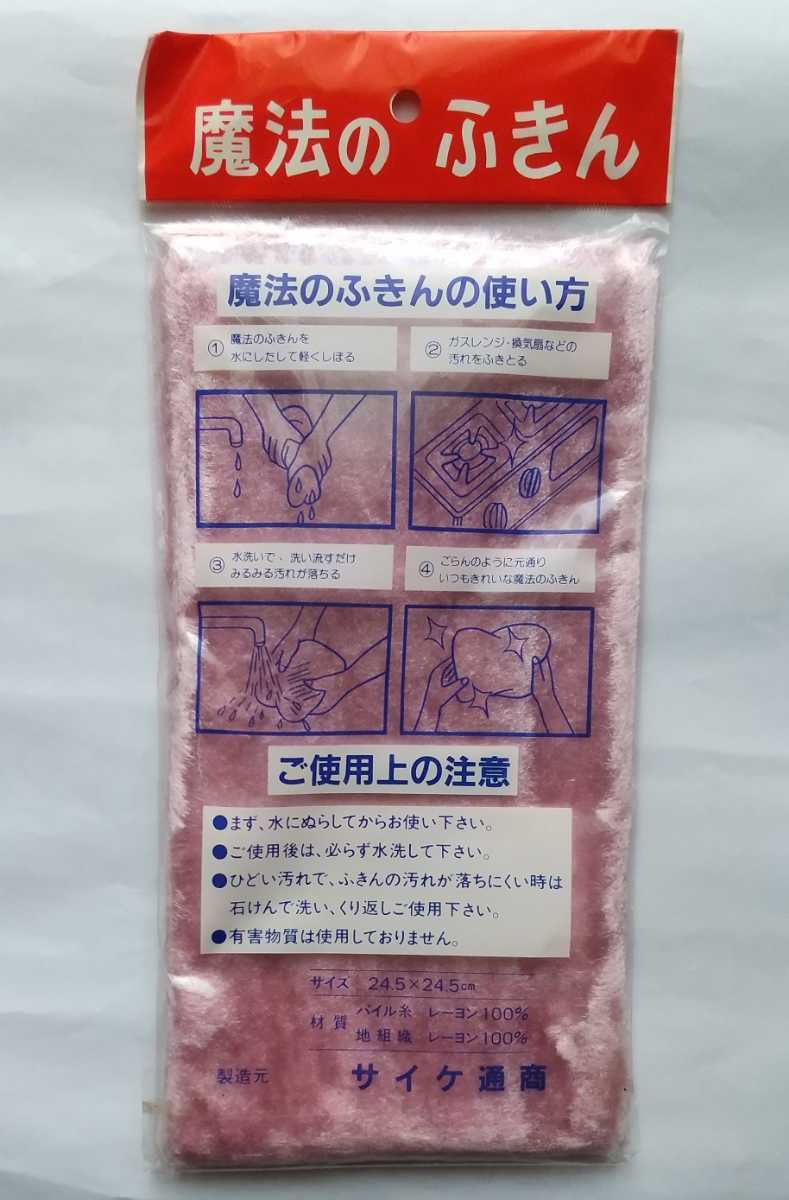 魔法の ふきん
魔法のふきんの使い方
① 魔法のふきんを
水にしたして軽くしぼる
② ガスレンジ・換気扇などの
汚れをふきとる
③ 水洗いで、洗い流すだけ
みるみる汚れが落ちる
④ ごらんのように元通り
いつもきれいな魔法のふきん
ご使用上の注意
●まず、水にぬらしてからお使い下さい。
●ご使用後は、必らず水洗して下さい。
●ひどい汚れで、ふきんの汚れが落ちにくい時は
石けんで洗い、くり返しご使用下さい。
●有害物質は使用しておりません。
サイズ 24.5×24.5cm
材質 パイル糸 レーヨン100%
地組織 レーヨン100%
製造元 サイケ通商